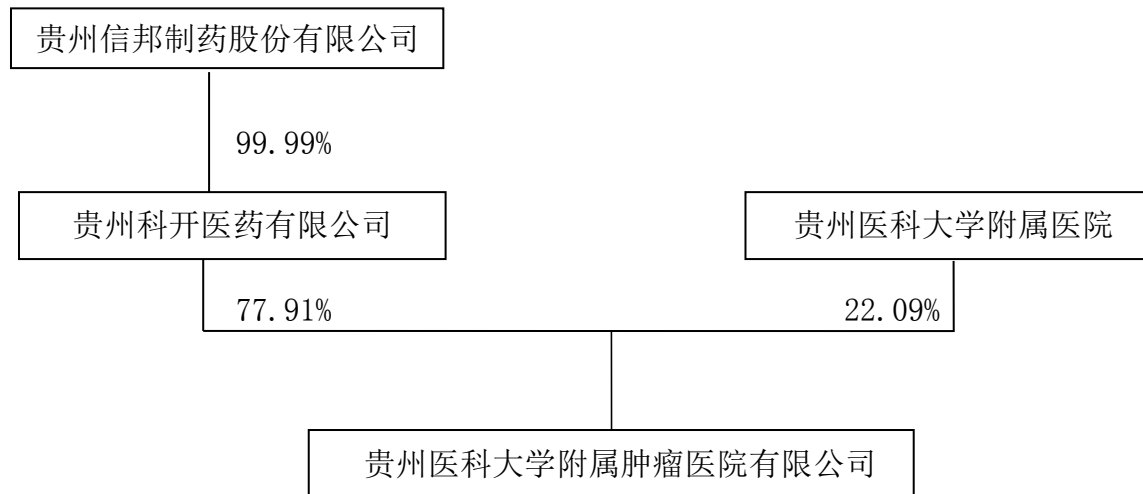 贵州信邦制药股份有限公司
99.99%
贵州科开医药有限公司
贵州医科大学附属医院
77.91%
22.09%
贵州医科大学附属肿瘤医院有限公司